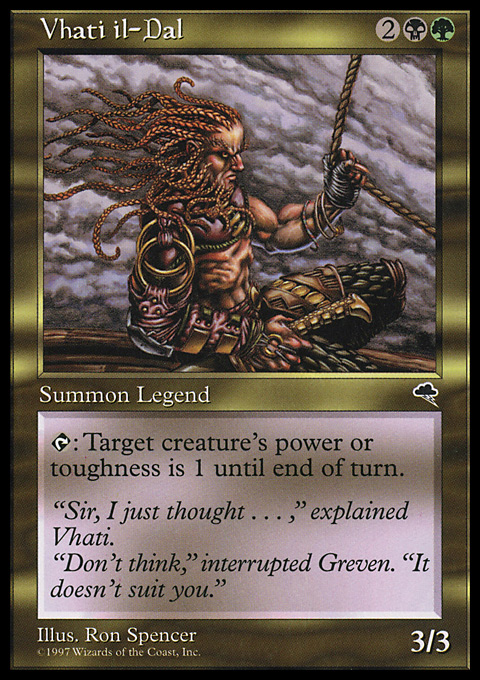 Vhati il-Dal 2
Summon Legend
: Target creature's power or
toughness is 1 until end of turn.
“Sir, I just thought . . . ,” explained
Vhati.
“Don't think,” interrupted Greven. “It
doesn't suit you.”
Illus. Ron Spencer
©1997 Wizards of the Coast, Inc.
3/3